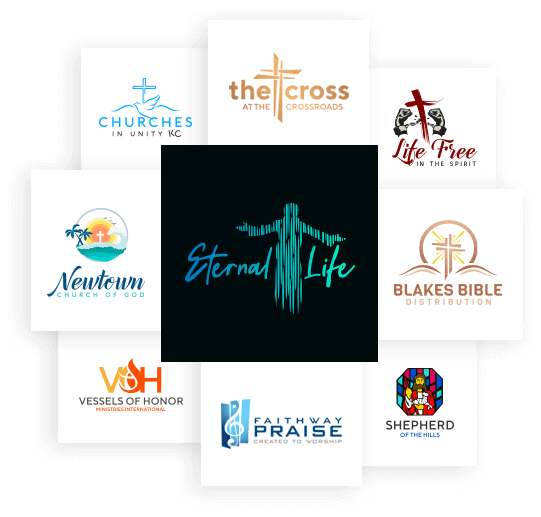 the cross
AT THE CROSSROADS
CHURCHES
IN UNITY KC
Life Free
IN THE SPIRIT
Eternal Life
Newtown
CHURCH OF GOD
BLAKES BIBLE
DISTRIBUTION
VOH
VESSELS OF HONOR
MINISTRIES INTERNATIONAL
FAITHWAY
PRAISE
CREATED TO WORSHIP
SHEPHERD
OF THE HILLS